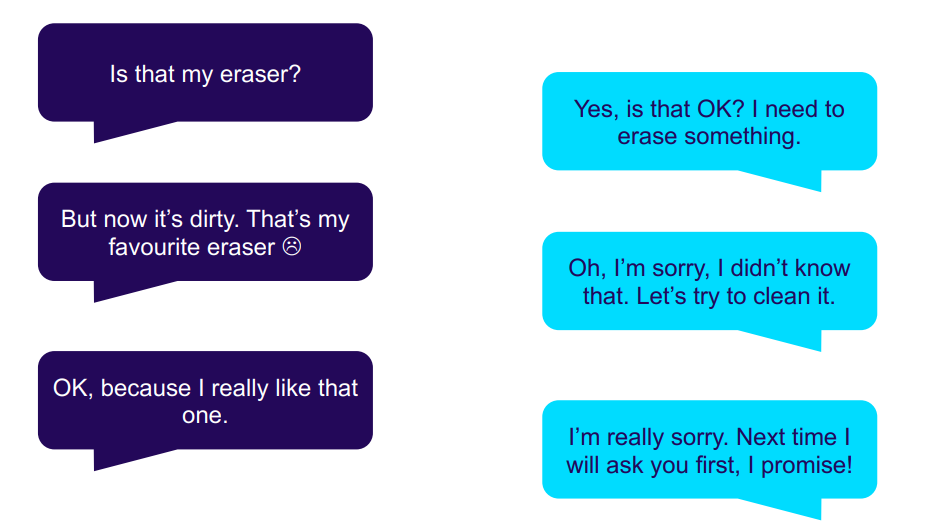 Is that my eraser?
Yes, is that OK? I need to
erase something.
But now it’s dirty. That’s my
favourite eraser ☹
Oh, I’m sorry, I didn’t know
that. Let’s try to clean it.
OK, because I really like that
one.
I’m really sorry. Next time I
will ask you first, I promise!